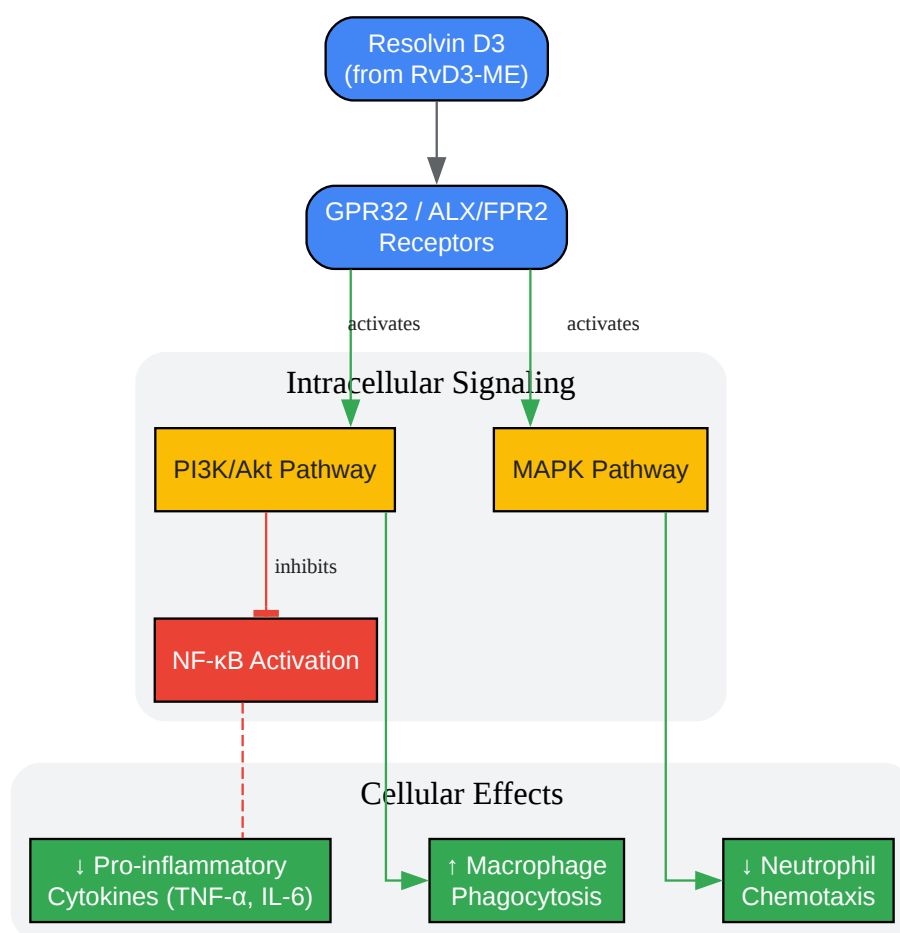 Resolvin D3
(from RvD3-ME)
GPR32 / ALX/FPR2
Receptors
activates
activates
Intracellular Signaling
PI3K/Akt Pathway
MAPK Pathway
inhibits
NF-κB Activation
Cellular Effects
↓ Pro-inflammatory
Cytokines (TNF-α, IL-6)
↑ Macrophage
Phagocytosis
↓ Neutrophil
Chemotaxis